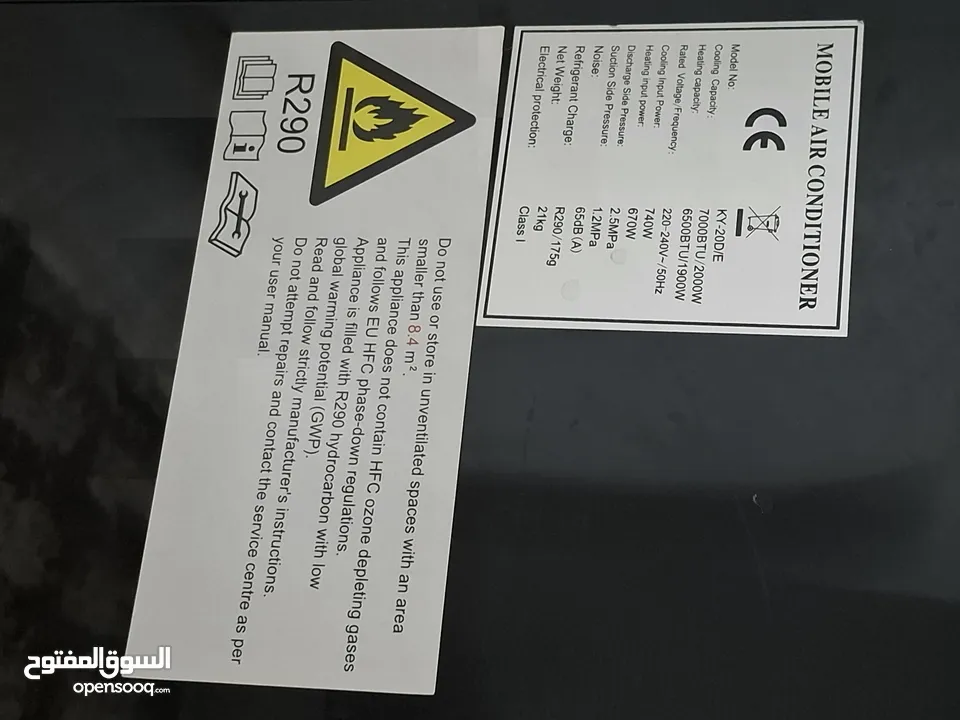 MOBILE AIR CONDITIONER
CE
Model No: KY-20D/E
Cooling Capacity: 7000BTU/2000W
Heating capacity: 6500BTU/1900W
Rated Voltage/Frequency: 220-240V~/50Hz
Cooling Input Power: 740W
Heating input power: 670W
Discharge Side Pressure: 2.5MPa
Suction Side Pressure: 1.2MPa
Noise: 65dB (A)
Refrigerant Charge: R290/175g
Net Weight: 21kg
Electrical protection: Class I
R290
Do not use or store in unventilated spaces with an area
smaller than 8.4 m².
This appliance does not contain HFC ozone depleting gases
and follows EU HFC phase-down regulations.
Appliance is filled with R290 hydrocarbon with low
global warming potential (GWP).
Read and follow strictly manufacturer's instructions.
Do not attempt repairs and contact the service centre as per
your user manual.
السوق المفتوح
opensooq.com